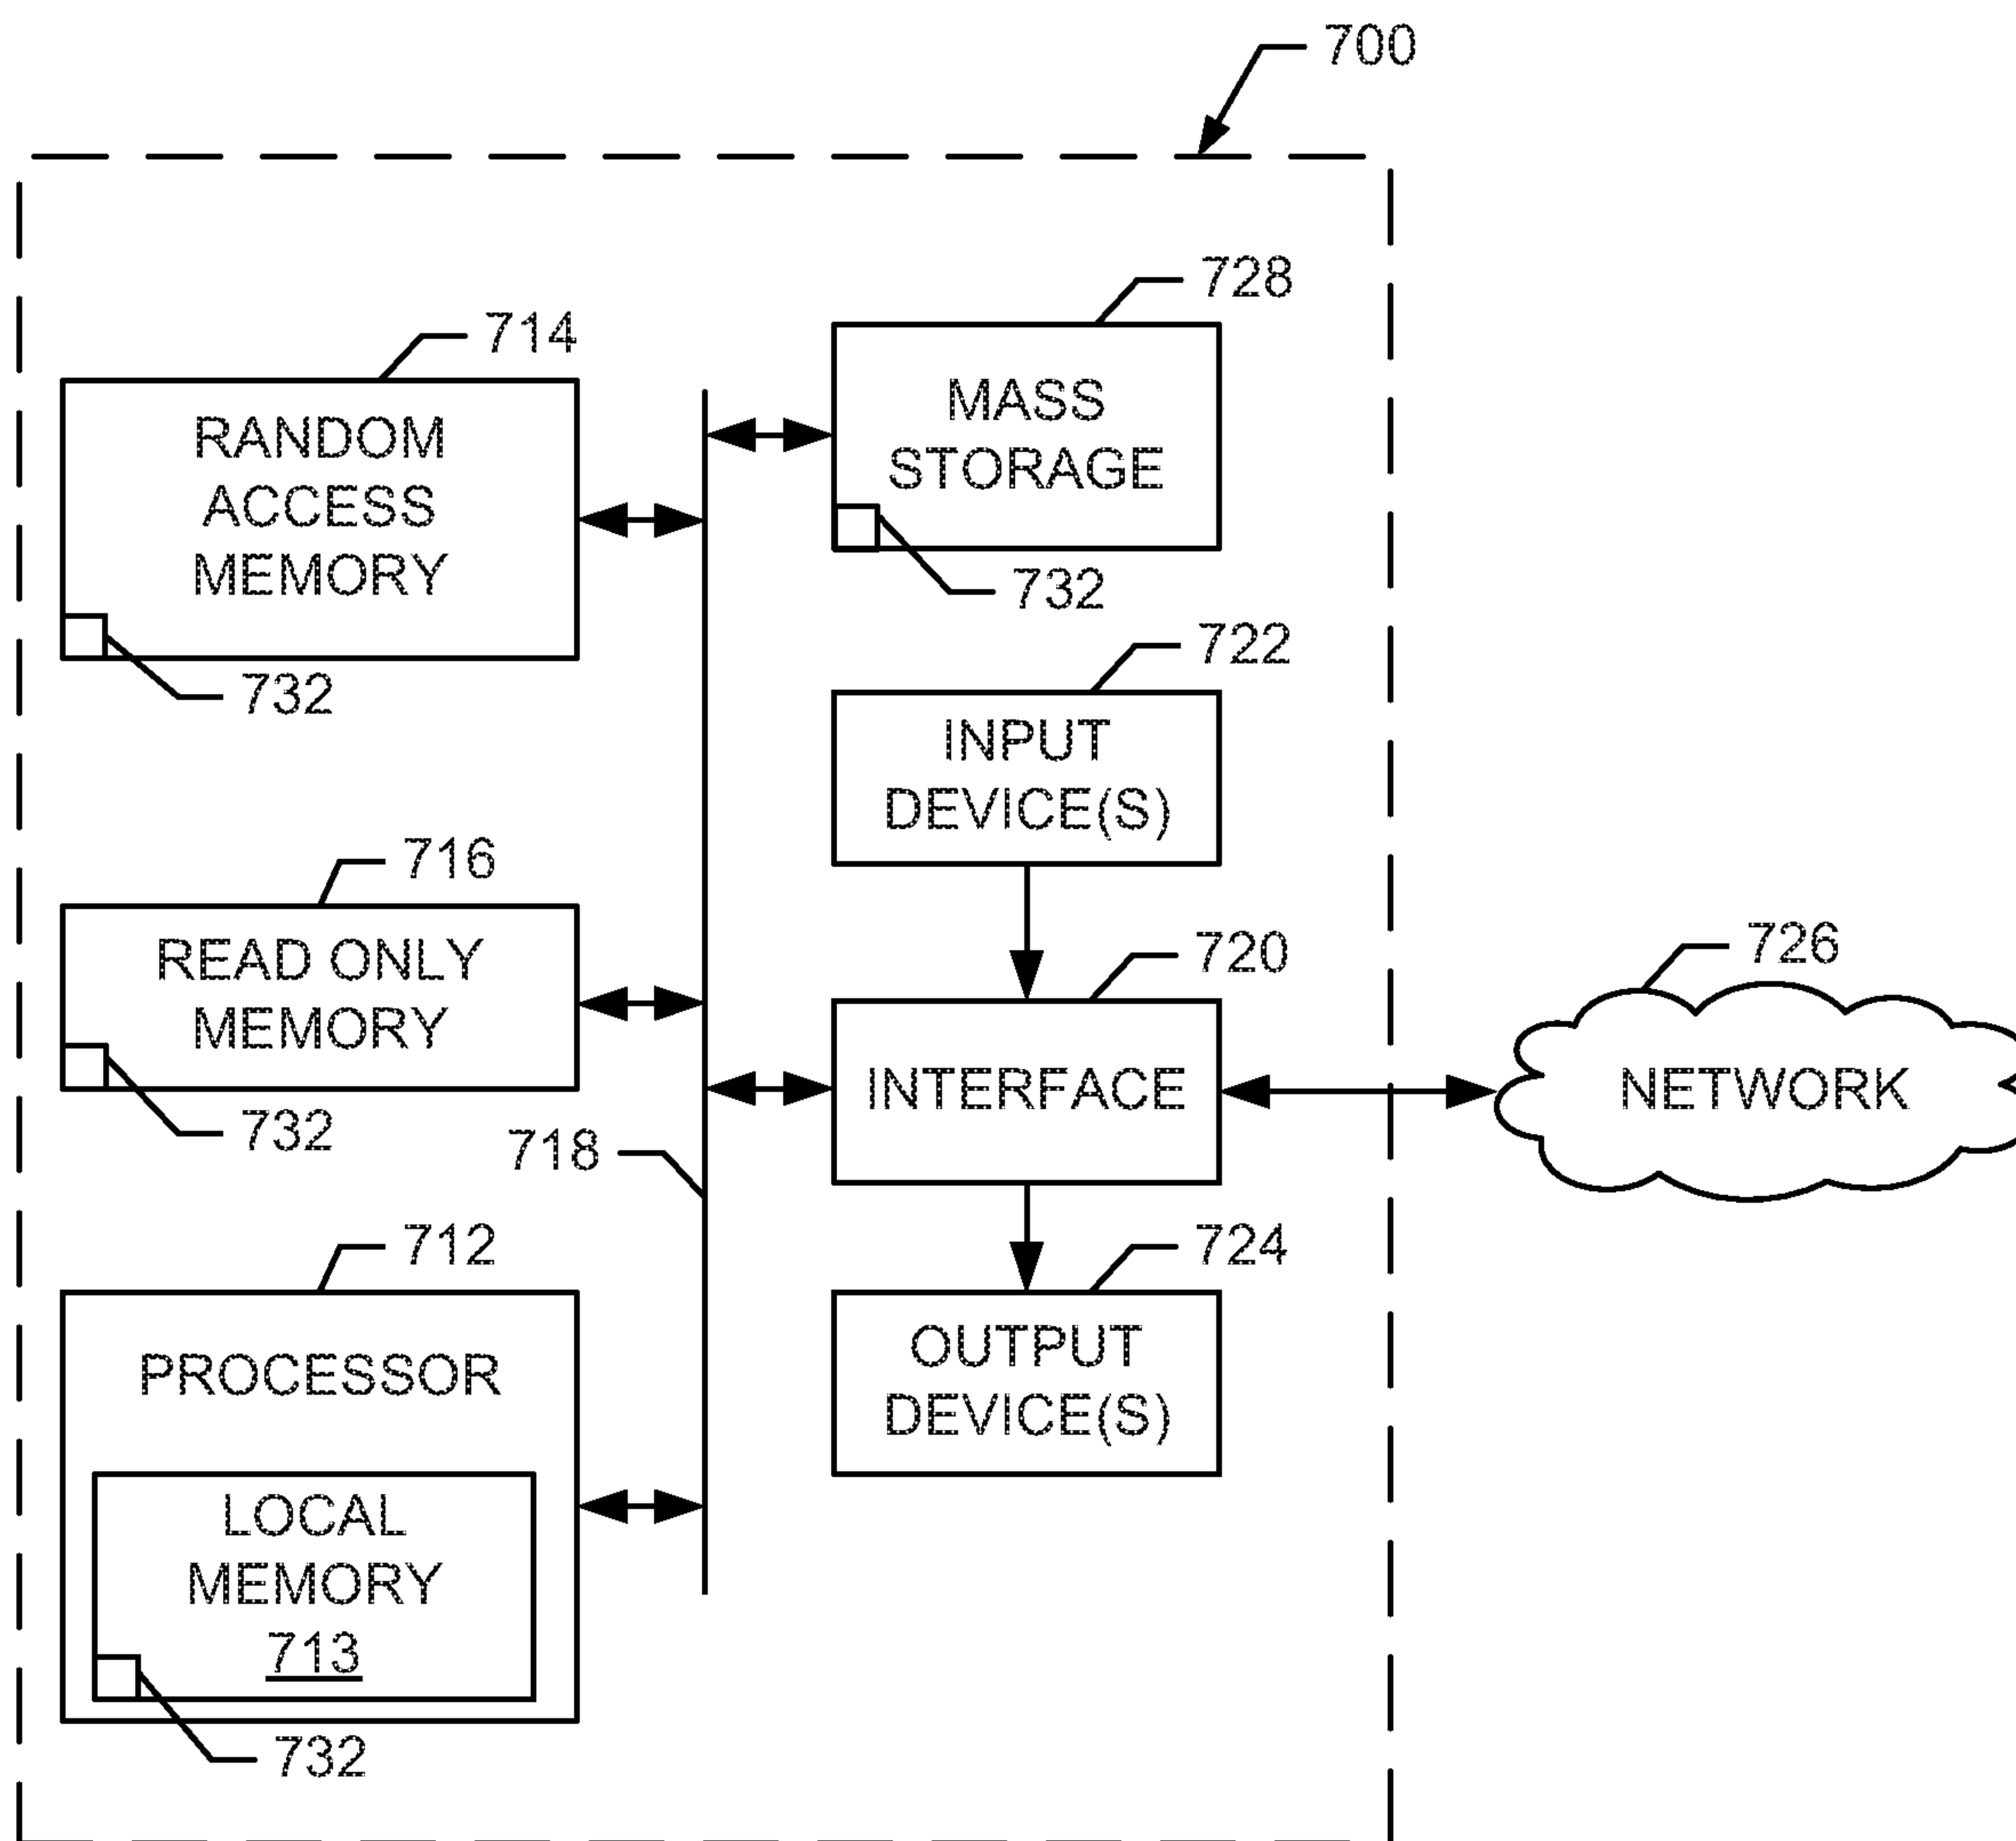 700
728
714
MASS
STORAGE
RANDOM
ACCESS
MEMORY
732
732
722
INPUT
DEVICE(S)
716
READ ONLY
MEMORY
720
726
INTERFACE
NETWORK
732
718
712
724
PROCESSOR
OUTPUT
DEVICE(S)
LOCAL
MEMORY
713
732